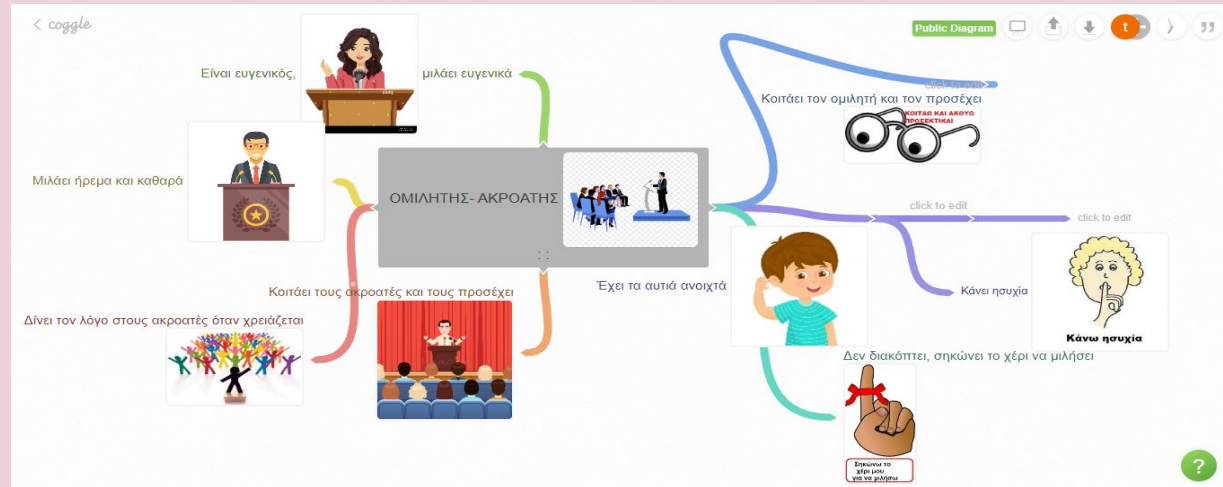 coggle
Public Diagram
t
Είναι ευγενικός,
μιλάει ευγενικά
click to edit
Κοιτάει τον ομιλητή και τον προσέχει
ΚΟΙΤΑΩ ΚΑΙ ΑΚΟΥΩ
ΠΡΟΣΕΚΤΙΚΑ!
Μιλάει ήρεμα και καθαρά
ΟΜΙΛΗΤΗΣ- ΑΚΡΟΑΤΗΣ
click to edit
click to edit
Κοιτάει τους ακροατές και τους προσέχει
Έχει τα αυτιά ανοιχτά
Κάνει ησυχία
Κάνω ησυχία
Δίνει τον λόγο στους ακροατές όταν χρειάζεται
Δεν διακόπτει, σηκώνει το χέρι να μιλήσει
Σηκώνω το
χέρι μου
για να μιλήσω
?